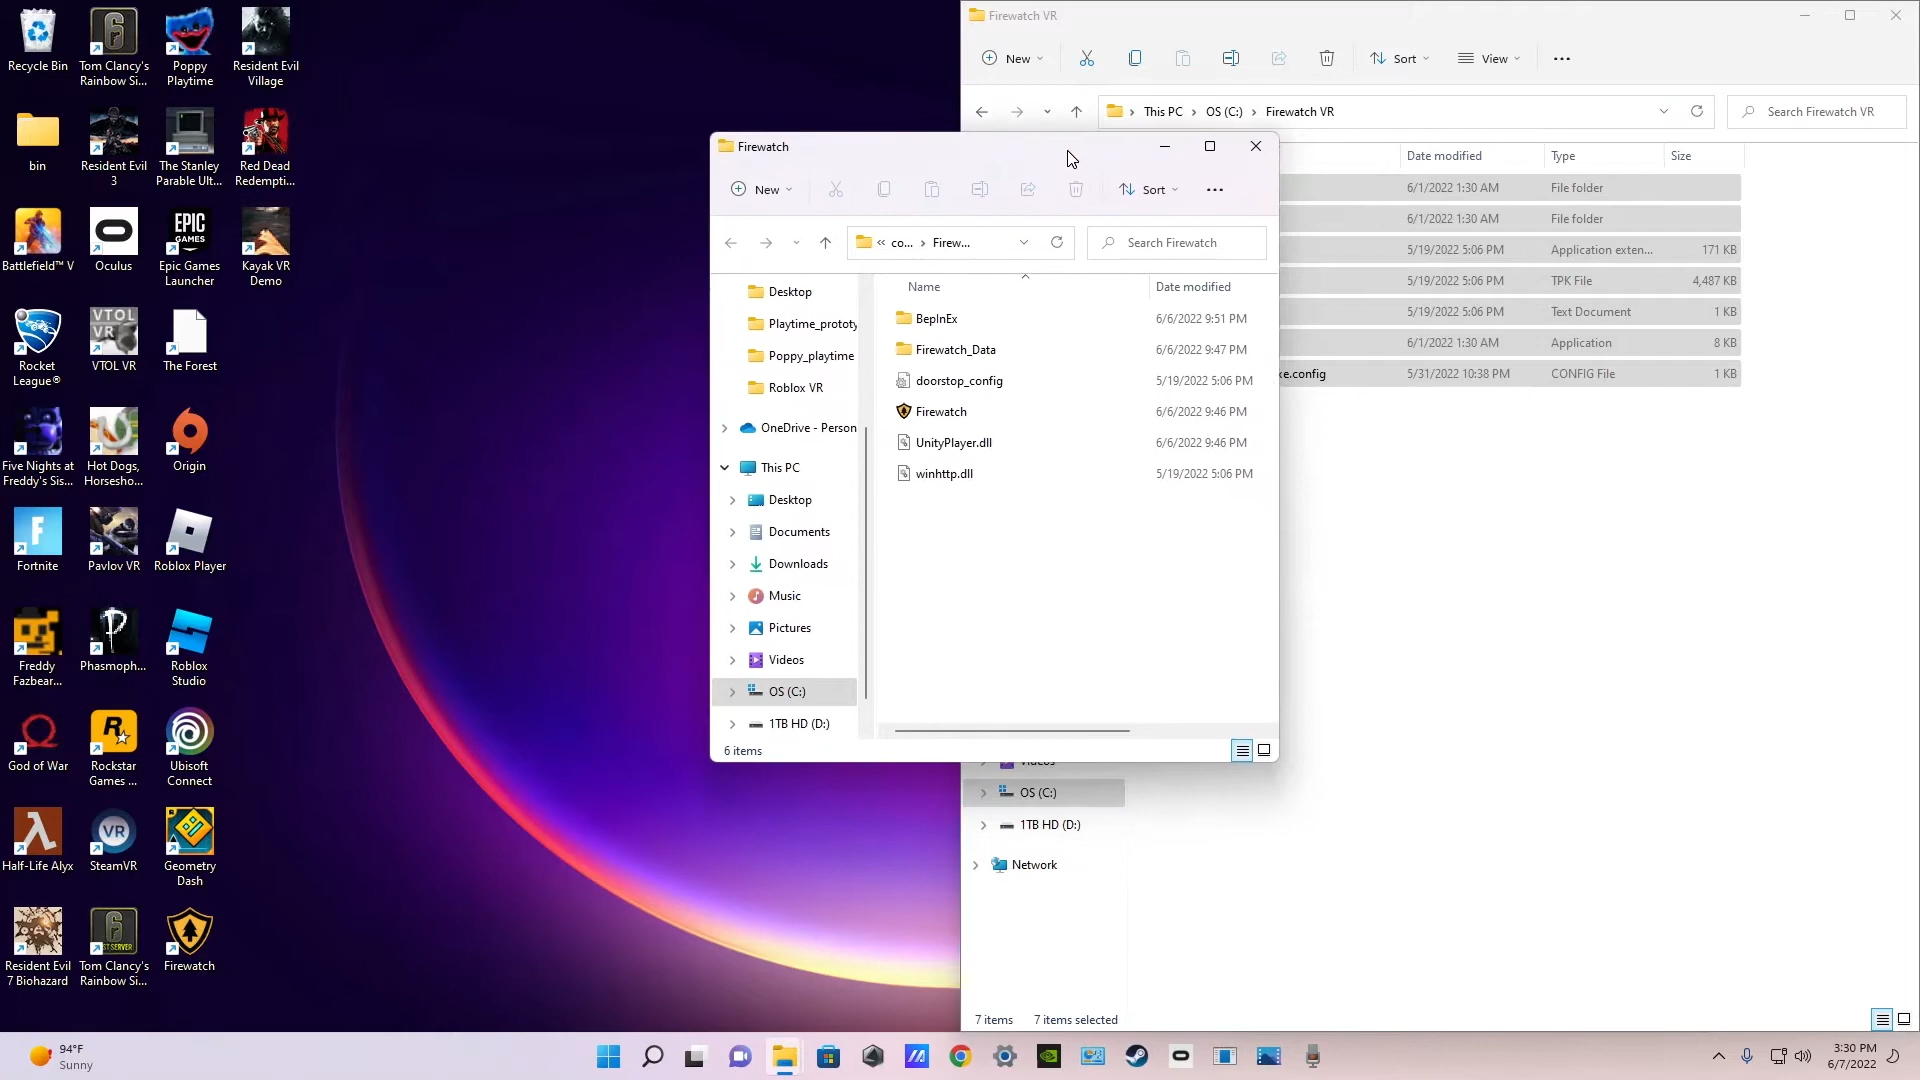 Recycle Bin
Tom Clancy's
Rainbow Si...
Poppy
Playtime
Resident Evil
Village
bin
Resident Evil
3
The Stanley
Parable Ult...
Red Dead
Redempti...
Battlefield™ V
Oculus
EPIC
GAMES
Epic Games
Launcher
Kayak VR
Demo
Rocket
League®
VTOL
VR
VTOL VR
The Forest
Five Nights at
Freddy's Sis...
Hot Dogs,
Horsesho...
Origin
Fortnite
Pavlov VR
Roblox Player
Freddy
Fazbear...
Phasmoph...
Roblox
Studio
God of War
Rockstar
Games ...
Ubisoft
Connect
Half-Life Alyx
VR
SteamVR
Geometry
Dash
Resident Evil
7 Biohazard
Tom Clancy's
Rainbow Si...
Firewatch
Firewatch VR
New
Sort
View
This PC
OS (C:)
Firewatch VR
Search Firewatch VR
Date modified
Type
Size
6/1/2022 1:30 AM
File folder
6/1/2022 1:30 AM
File folder
5/19/2022 5:06 PM
Application exten...
171 KB
5/19/2022 5:06 PM
TPK File
4,487 KB
5/19/2022 5:06 PM
Text Document
1 KB
6/1/2022 1:30 AM
Application
8 KB
xe.config
5/31/2022 10:38 PM
CONFIG File
1 KB
Videos
OS (C:)
1TB HD (D:)
Network
7 items
7 items selected
Firewatch
New
Sort
« co...
Firew...
Search Firewatch
Desktop
Playtime_prototy
Poppy_playtime
Roblox VR
OneDrive - Person
This PC
Desktop
Documents
Downloads
Music
Pictures
Videos
OS (C:)
1TB HD (D:)
Name
Date modified
BepInEx
6/6/2022 9:51 PM
Firewatch_Data
6/6/2022 9:47 PM
doorstop_config
5/19/2022 5:06 PM
Firewatch
6/6/2022 9:46 PM
UnityPlayer.dll
6/6/2022 9:46 PM
winhttp.dll
5/19/2022 5:06 PM
6 items
94°F
Sunny
3:30 PM
6/7/2022